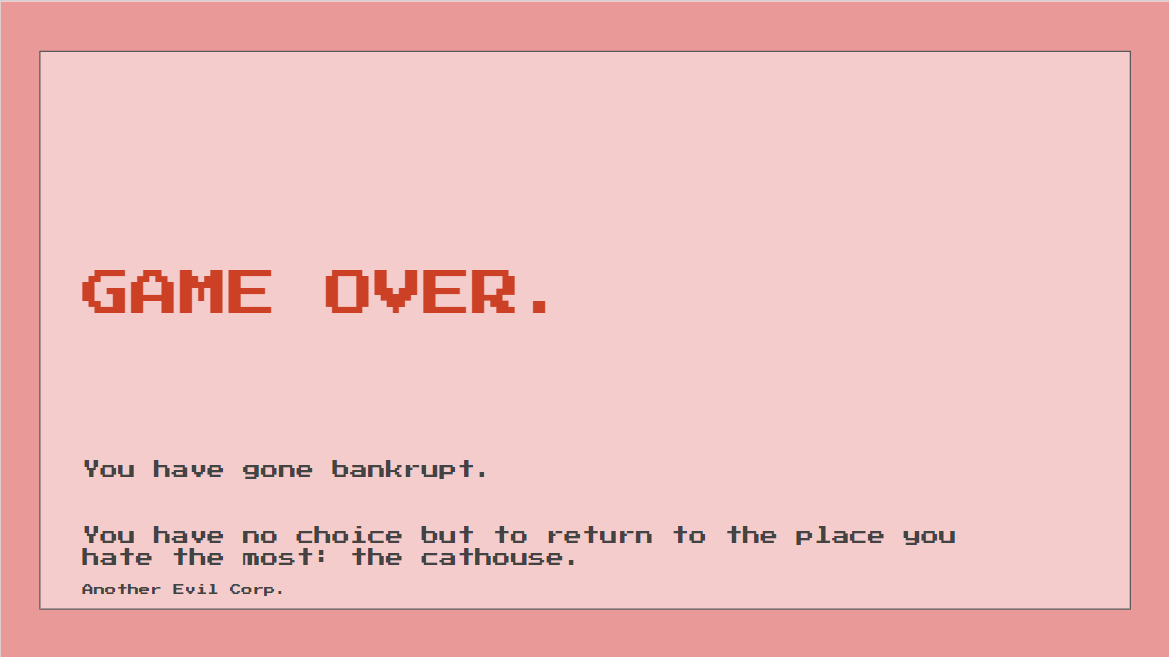 GAME OVER.
You have gone bankrupt.
You have no choice but to return to the place you
hate the most: the cathouse.
Another Evil Corp.